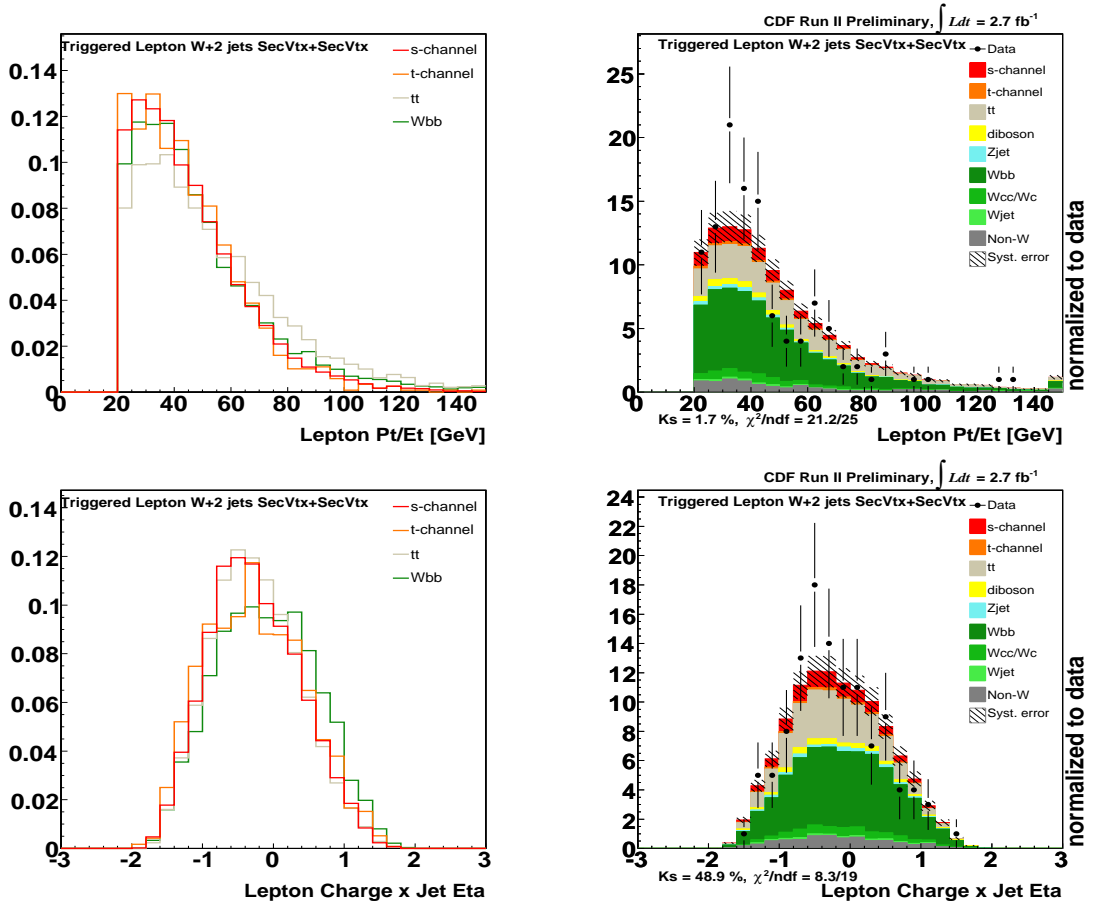 CDF Run II Preliminary, ∫ Ldt = 2.7 fb-1
Triggered Lepton W+2 jets SecVtx+SecVtx
s-channel
t-channel
tt
Wbb
0.14
0.12
0.1
0.08
0.06
0.04
0.02
0
0 20 40 60 80 100 120 140
Lepton Pt/Et [GeV]
Triggered Lepton W+2 jets SecVtx+SecVtx
Data
s-channel
t-channel
tt
diboson
Zjet
Wbb
Wcc/Wc
Wjet
Non-W
Syst. error
25
20
15
10
5
0
0 20 40 60 80 100 120 140
Ks = 1.7 %, χ2/ndf = 21.2/25
Lepton Pt/Et [GeV]
normalized to data
Triggered Lepton W+2 jets SecVtx+SecVtx
s-channel
t-channel
tt
Wbb
0.14
0.12
0.1
0.08
0.06
0.04
0.02
0
-3 -2 -1 0 1 2 3
Lepton Charge x Jet Eta
CDF Run II Preliminary, ∫ Ldt = 2.7 fb-1
Triggered Lepton W+2 jets SecVtx+SecVtx
Data
s-channel
t-channel
tt
diboson
Zjet
Wbb
Wcc/Wc
Wjet
Non-W
Syst. error
24
22
20
18
16
14
12
10
8
6
4
2
0
-3 -2 -1 0 1 2 3
Ks = 48.9 %, χ2/ndf = 8.3/19
Lepton Charge x Jet Eta
normalized to data